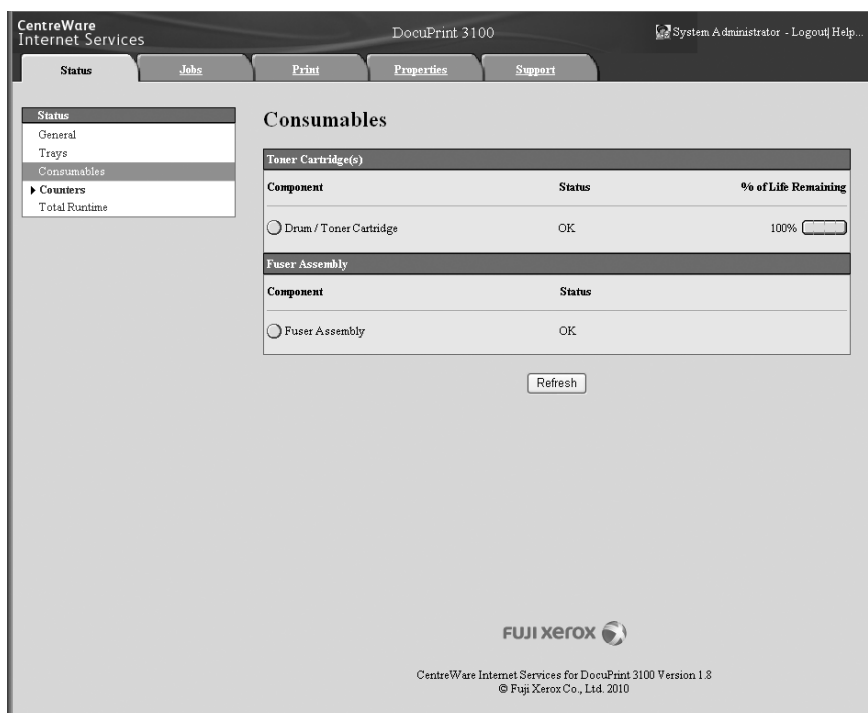 CentreWare
Internet Services
DocuPrint 3100
System Administrator - Logout| Help...
Status
Jobs
Print
Properties
Support
Status
General
Trays
Consumables
Counters
Total Runtime
Consumables
Toner Cartridge(s)
Component Status % of Life Remaining
Drum / Toner Cartridge OK 100%
Fuser Assembly
Component Status
Fuser Assembly OK
Refresh
FUJI xerox
CentreWare Internet Services for DocuPrint 3100 Version 1.8
© Fuji Xerox Co., Ltd. 2010